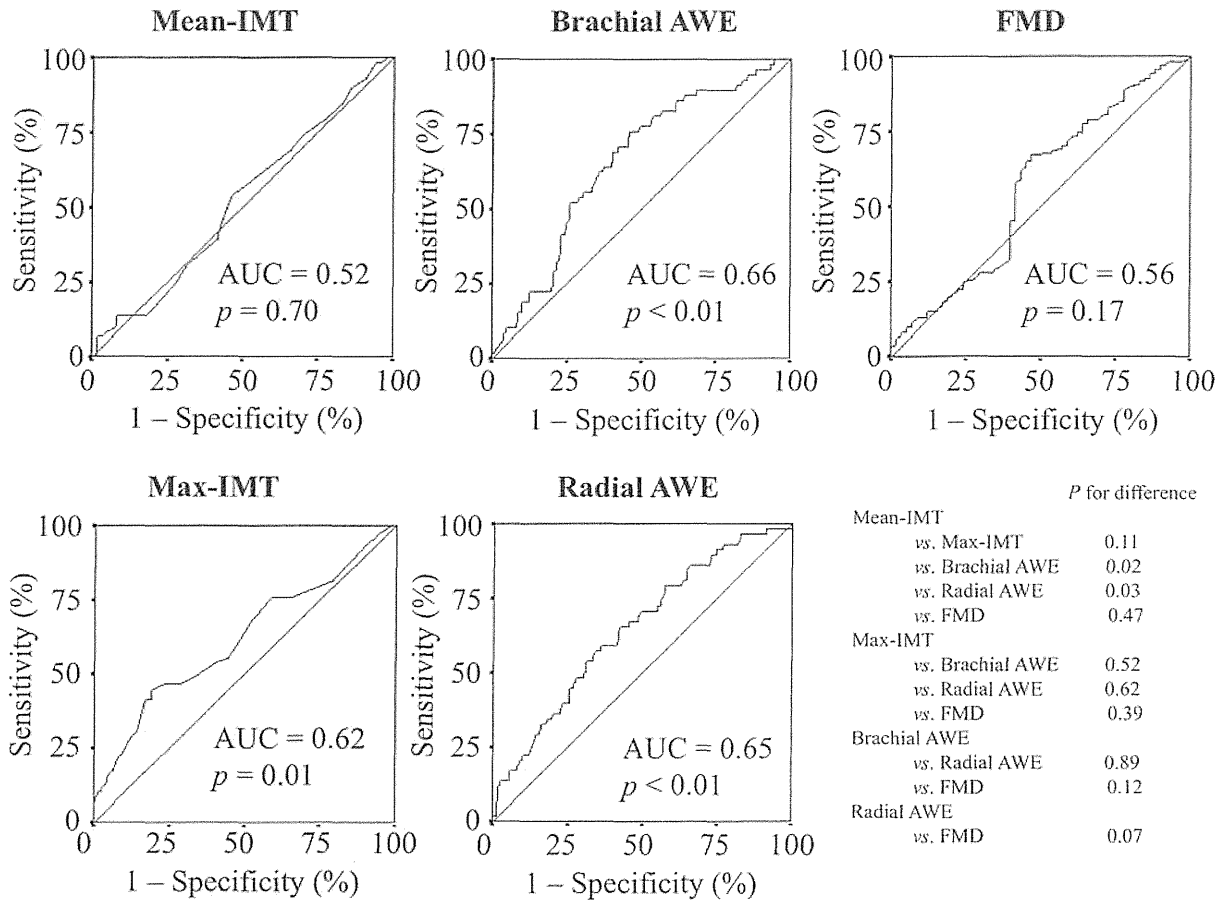 Mean-IMT
100
75
50
25
0
Sensitivity (%)
AUC = 0.52
p = 0.70
0 25 50 75 100
1 – Specificity (%)
Brachial AWE
100
75
50
25
0
Sensitivity (%)
AUC = 0.66
p < 0.01
0 25 50 75 100
1 – Specificity (%)
FMD
100
75
50
25
0
Sensitivity (%)
AUC = 0.56
p = 0.17
0 25 50 75 100
1 – Specificity (%)
Max-IMT
100
75
50
25
0
Sensitivity (%)
AUC = 0.62
p = 0.01
0 25 50 75 100
1 – Specificity (%)
Radial AWE
100
75
50
25
0
Sensitivity (%)
AUC = 0.65
p < 0.01
0 25 50 75 100
1 – Specificity (%)
P for difference
Mean-IMT
vs. Max-IMT 0.11
vs. Brachial AWE 0.02
vs. Radial AWE 0.03
vs. FMD 0.47
Max-IMT
vs. Brachial AWE 0.52
vs. Radial AWE 0.62
vs. FMD 0.39
Brachial AWE
vs. Radial AWE 0.89
vs. FMD 0.12
Radial AWE
vs. FMD 0.07